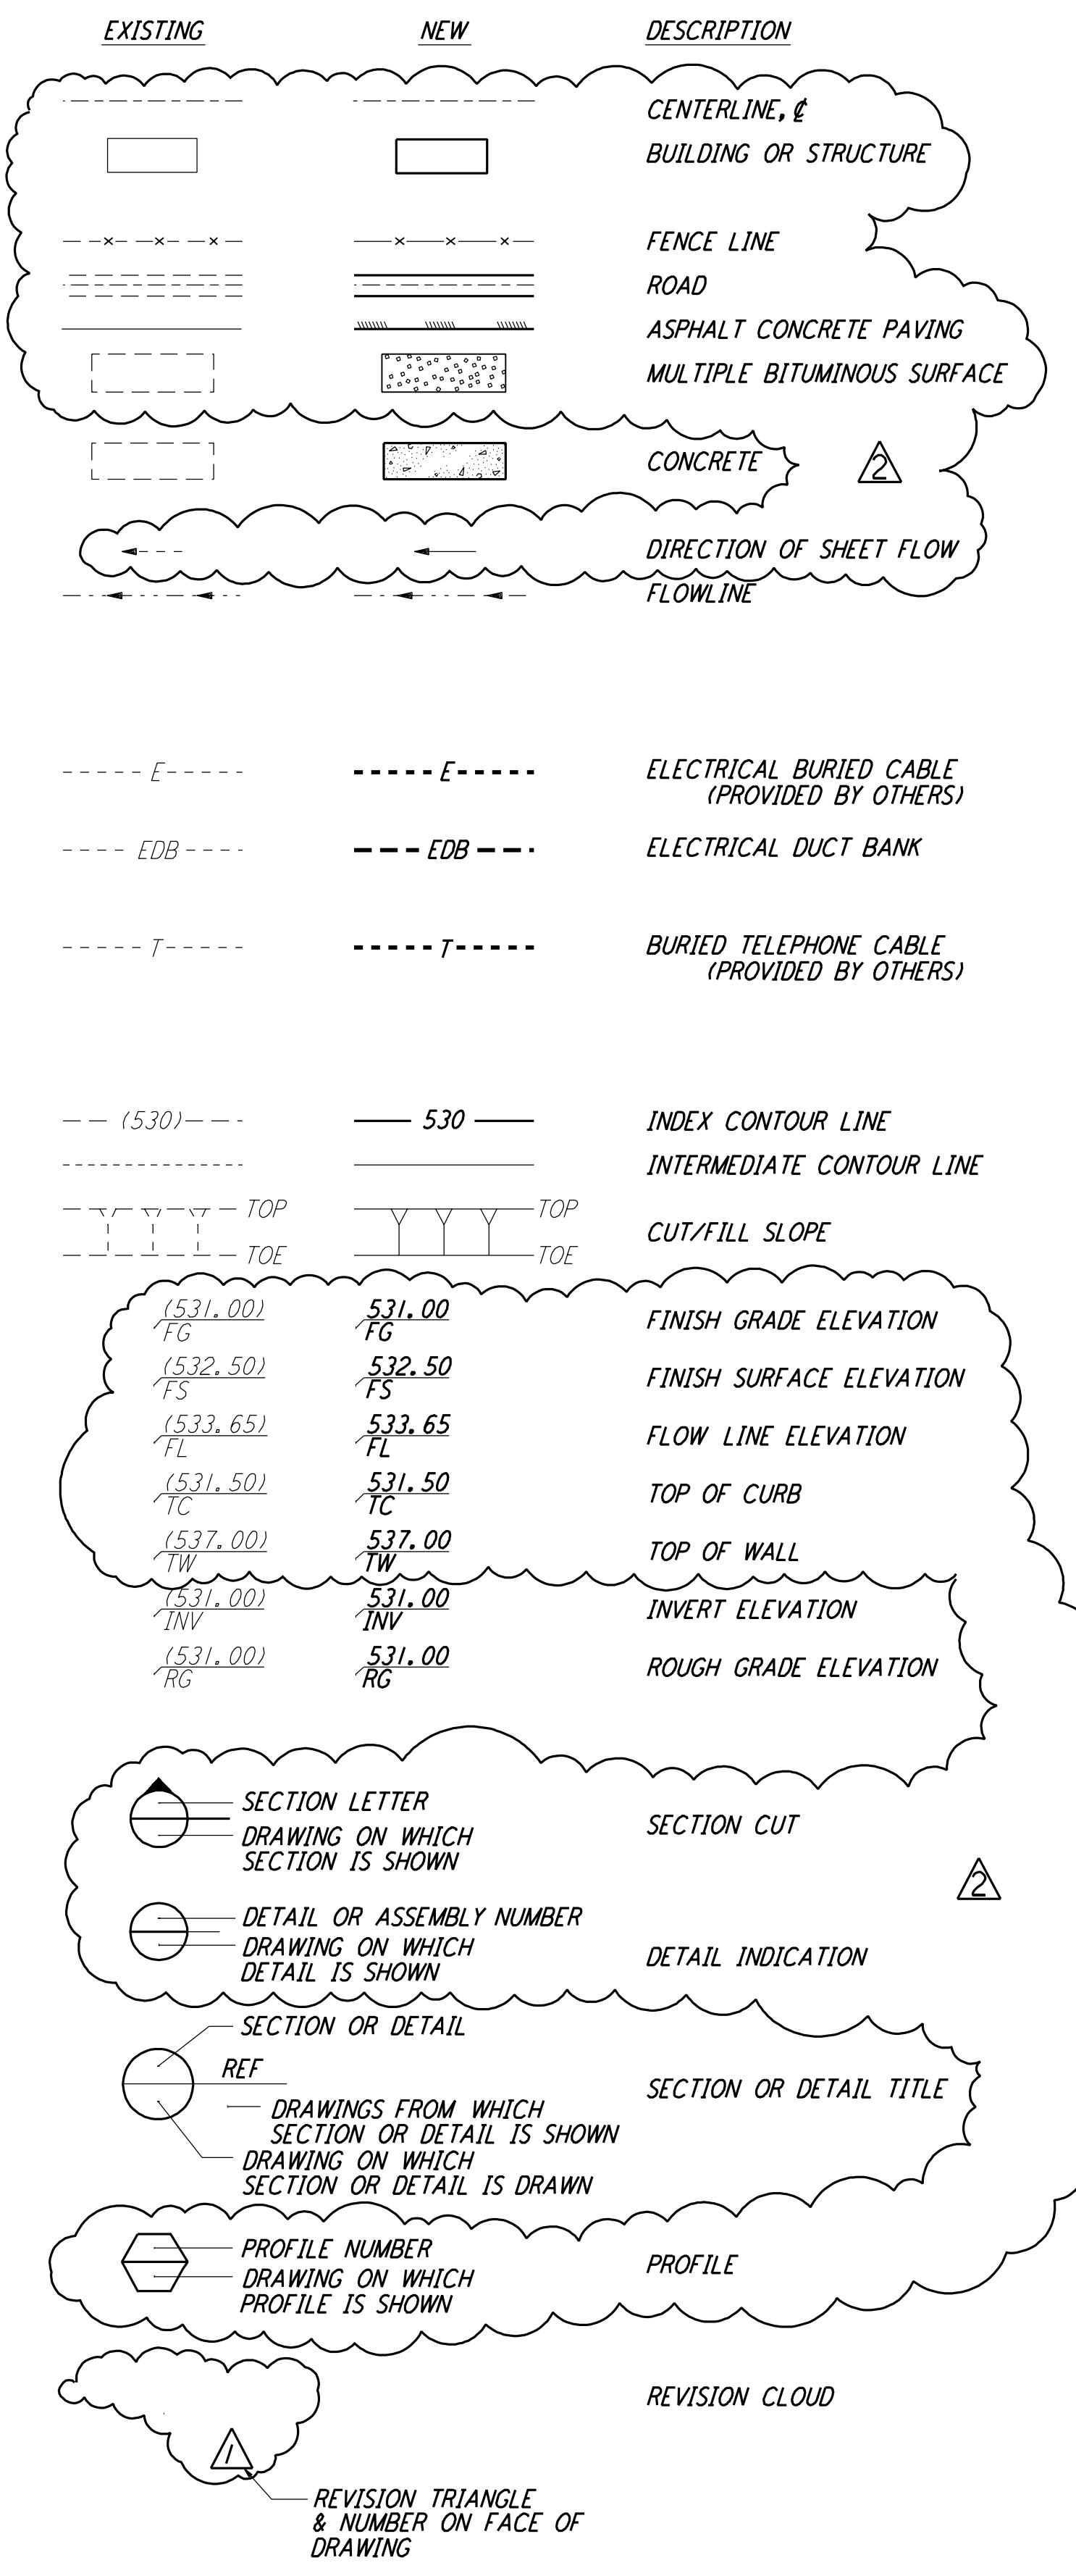 EXISTING NEW DESCRIPTION
CENTERLINE, ℄
BUILDING OR STRUCTURE
FENCE LINE
ROAD
ASPHALT CONCRETE PAVING
MULTIPLE BITUMINOUS SURFACE
CONCRETE 2
DIRECTION OF SHEET FLOW
FLOWLINE
E E ELECTRICAL BURIED CABLE
(PROVIDED BY OTHERS)
EDB EDB ELECTRICAL DUCT BANK
T T BURIED TELEPHONE CABLE
(PROVIDED BY OTHERS)
(530) 530 INDEX CONTOUR LINE
INTERMEDIATE CONTOUR LINE
TOP TOP
CUT/FILL SLOPE
TOE TOE
(531.00) 531.00 FINISH GRADE ELEVATION
FG FG
(532.50) 532.50 FINISH SURFACE ELEVATION
FS FS
(533.65) 533.65 FLOW LINE ELEVATION
FL FL
(531.50) 531.50 TOP OF CURB
TC TC
(537.00) 537.00 TOP OF WALL
TW TW
(531.00) 531.00 INVERT ELEVATION
INV INV
(531.00) 531.00 ROUGH GRADE ELEVATION
RG RG
SECTION LETTER
SECTION CUT
DRAWING ON WHICH
SECTION IS SHOWN
2
DETAIL OR ASSEMBLY NUMBER
DRAWING ON WHICH
DETAIL INDICATION
DETAIL IS SHOWN
SECTION OR DETAIL
REF
SECTION OR DETAIL TITLE
DRAWINGS FROM WHICH
SECTION OR DETAIL IS SHOWN
DRAWING ON WHICH
SECTION OR DETAIL IS DRAWN
PROFILE NUMBER
PROFILE
DRAWING ON WHICH
PROFILE IS SHOWN
REVISION CLOUD
1
REVISION TRIANGLE
& NUMBER ON FACE OF
DRAWING